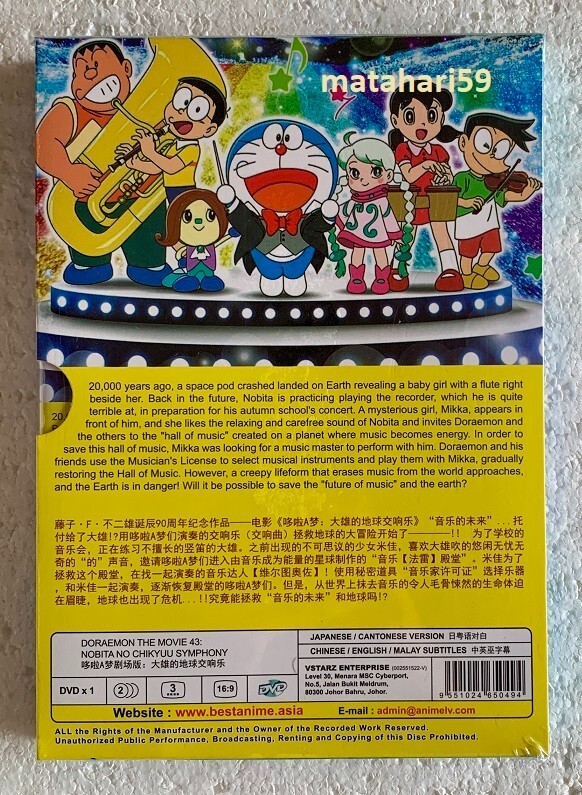 matahari59
20,000 years ago, a space pod crashed landed on Earth revealing a baby girl with a flute right
beside her. Back in the future, Nobita is practicing playing the recorder, which he is quite
terrible at, in preparation for his autumn school's concert. A mysterious girl, Mikka, appears in
front of him, and she likes the relaxing and carefree sound of Nobita and invites Doraemon and
the others to the "hall of music" created on a planet where music becomes energy. In order to
save this hall of music, Mikka was looking for a music master to perform with him. Doraemon and his
friends use the Musician's License to select musical instruments and play them with Mikka, gradually
restoring the Hall of Music. However, a creepy lifeform that erases music from the world approaches,
and the Earth is in danger! Will it be possible to save the "future of music" and the earth?
20
藤子・F・不二雄诞辰90周年纪念作品——电影《哆啦A梦：大雄的地球交响乐》“音乐的未来”...托
付给了大雄!?用哆啦A梦们演奏的交响乐（交响曲）拯救地球的大冒险开始了————!! 为了学校的
音乐会，正在练习不擅长的竖笛的大雄。之前出现的不可思议的少女米佳，喜欢大雄吹的悠闲无忧无
奇的“的”声音，邀请哆啦A梦们进入由音乐成为能量的星球制作的“音乐【法雷】殿堂”。米佳为了
拯救这个殿堂，在找一起演奏的音乐达人【维尔图奥佐】！使用秘密道具“音乐家许可证”选择乐器
，和米佳一起演奏，逐渐恢复殿堂的哆啦A梦们。但是，从世界上抹去音乐的令人毛骨悚然的生命体迫
在眉睫，地球也出现了危机...!!究竟能拯救“音乐的未来”和地球吗!?
DORAEMON THE MOVIE 43:
NOBITA NO CHIKYUU SYMPHONY
哆啦A梦剧场版：大雄的地球交响乐
DVD x 1
2
3
16:9
DVD
JAPANESE / CANTONESE VERSION 日粤语对白
CHINESE / ENGLISH / MALAY SUBTITLES 中英巫字幕
VSTARZ ENTERPRISE (002551522-V)
Level 30, Menara MSC Cyberport,
No.5, Jalan Bukit Meldrum,
80300 Johor Bahru, Johor.
9551024650494
Website : www.bestanime.asia E-mail : admin@animelv.com
ALL the Rights of the Manufacturer and the Owner of the Recorded Work Reserved.
Unauthorized Public Performance, Broadcasting, Renting and Copying of this Disc Prohibited.